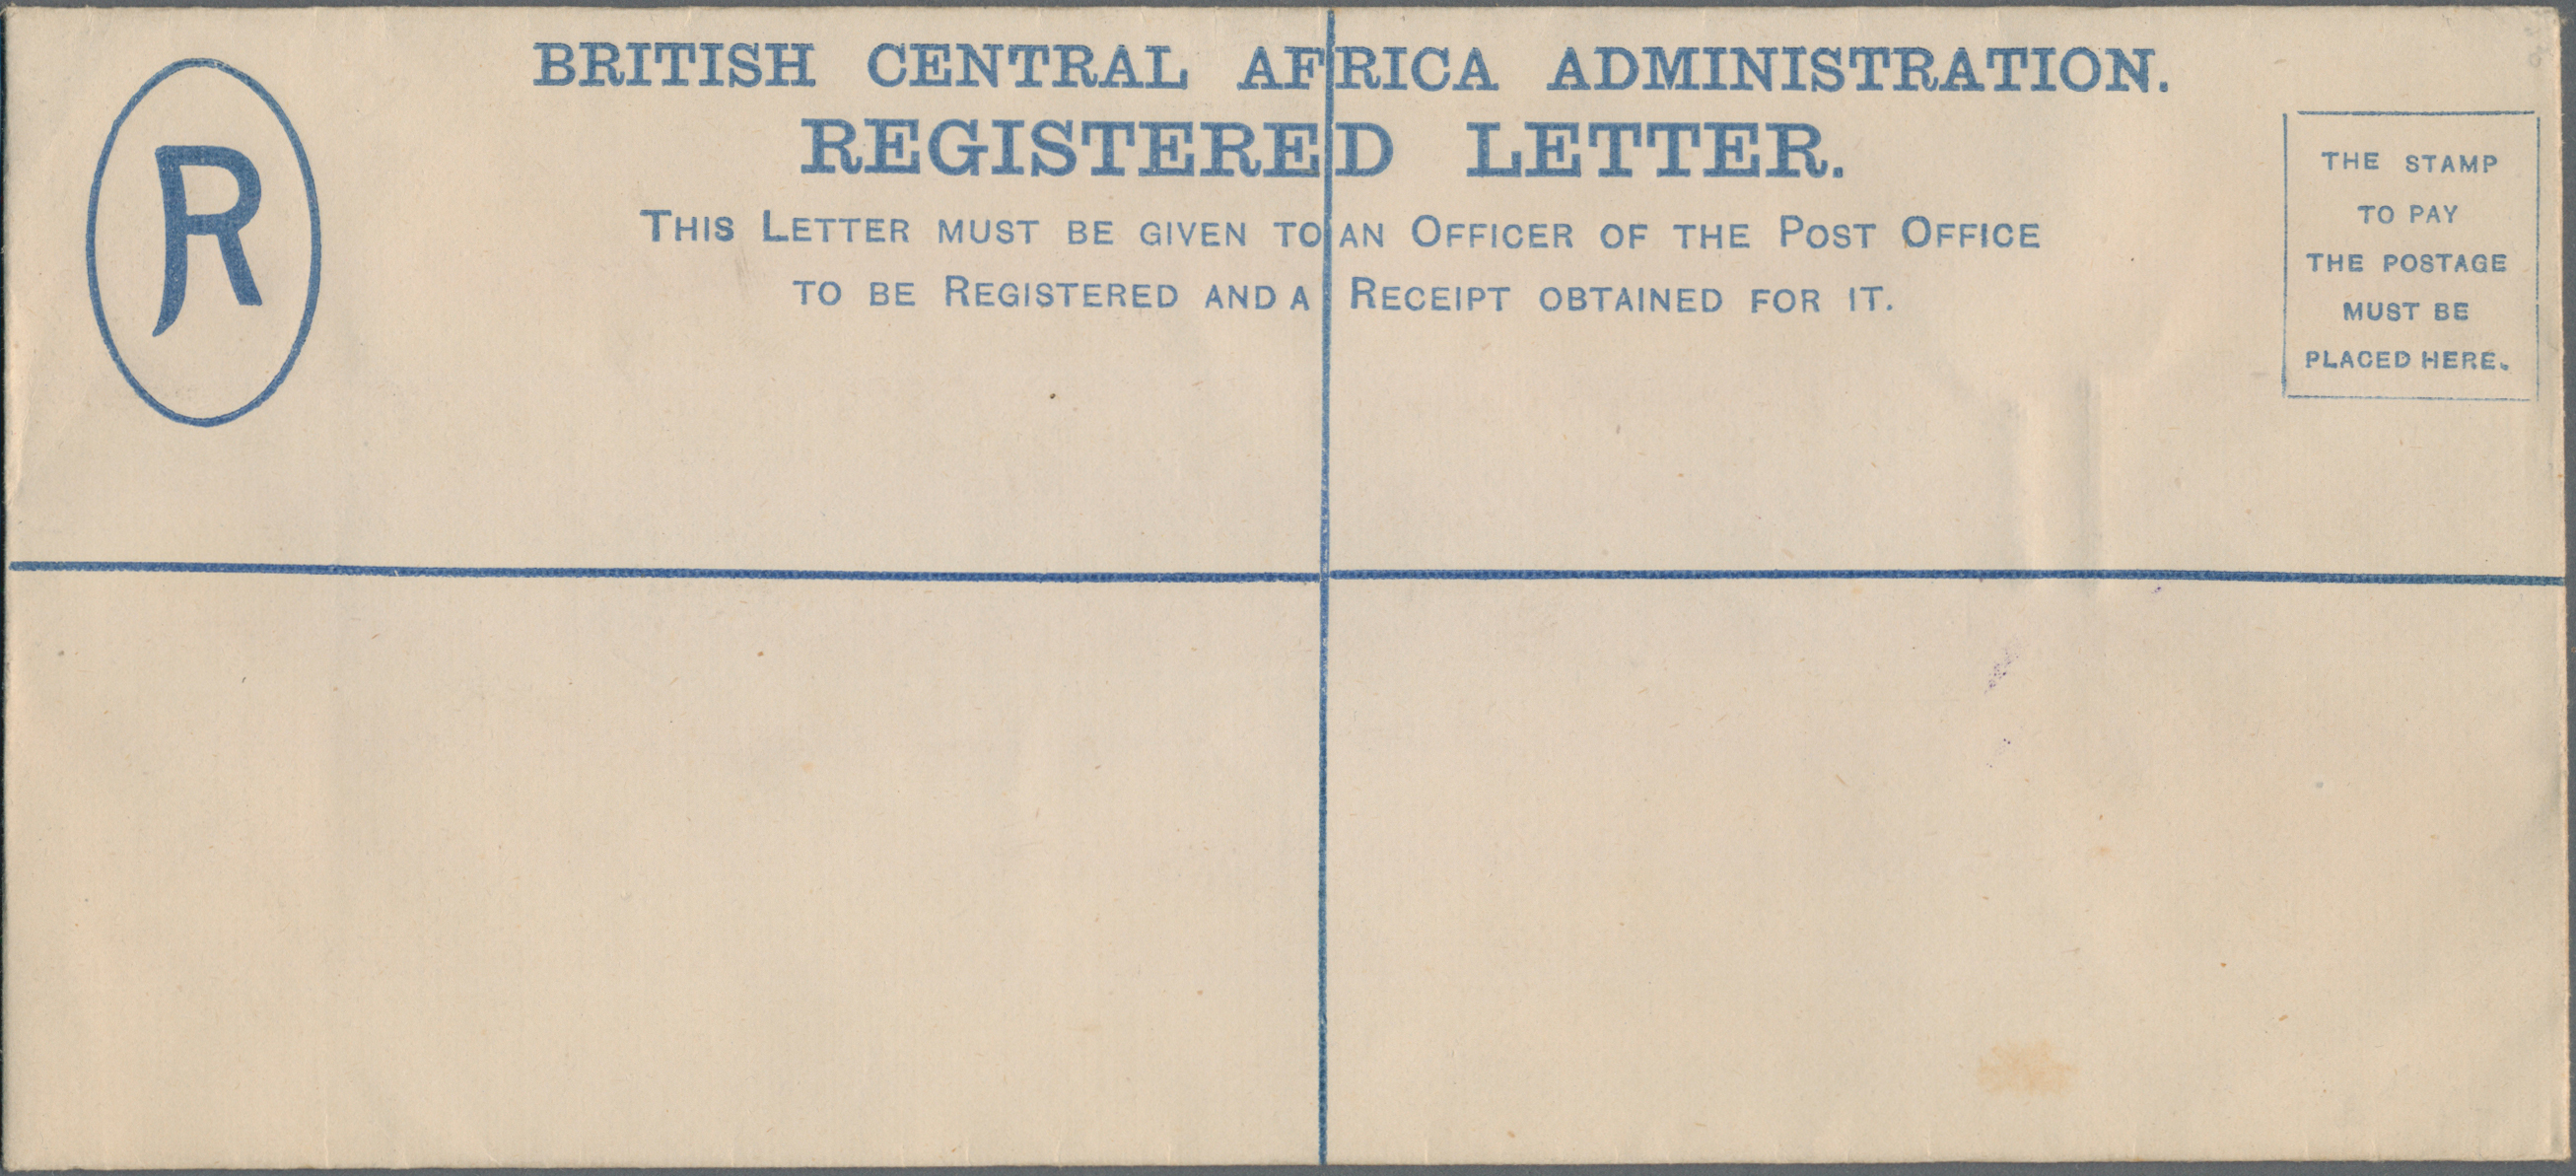 BRITISH CENTRAL AFRICA ADMINISTRATION.
REGISTERED LETTER.
THIS LETTER MUST BE GIVEN TO AN OFFICER OF THE POST OFFICE
TO BE REGISTERED AND A RECEIPT OBTAINED FOR IT.
R
THE STAMP
TO PAY
THE POSTAGE
MUST BE
PLACED HERE.